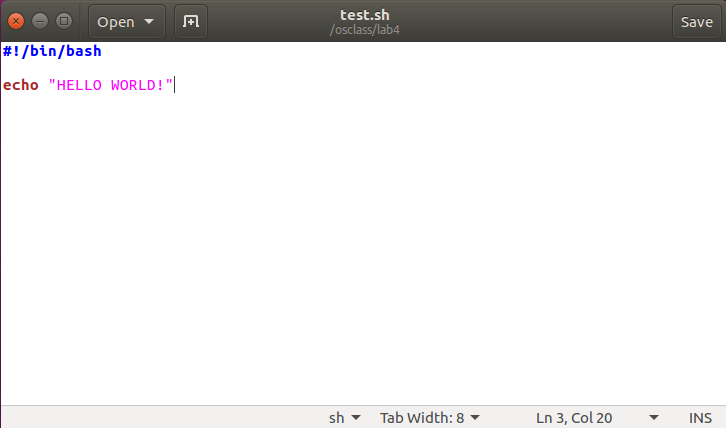 Open
test.sh
/osclass/lab4
Save
#!/bin/bash
echo "HELLO WORLD!"
sh
Tab Width: 8
Ln 3, Col 20
INS